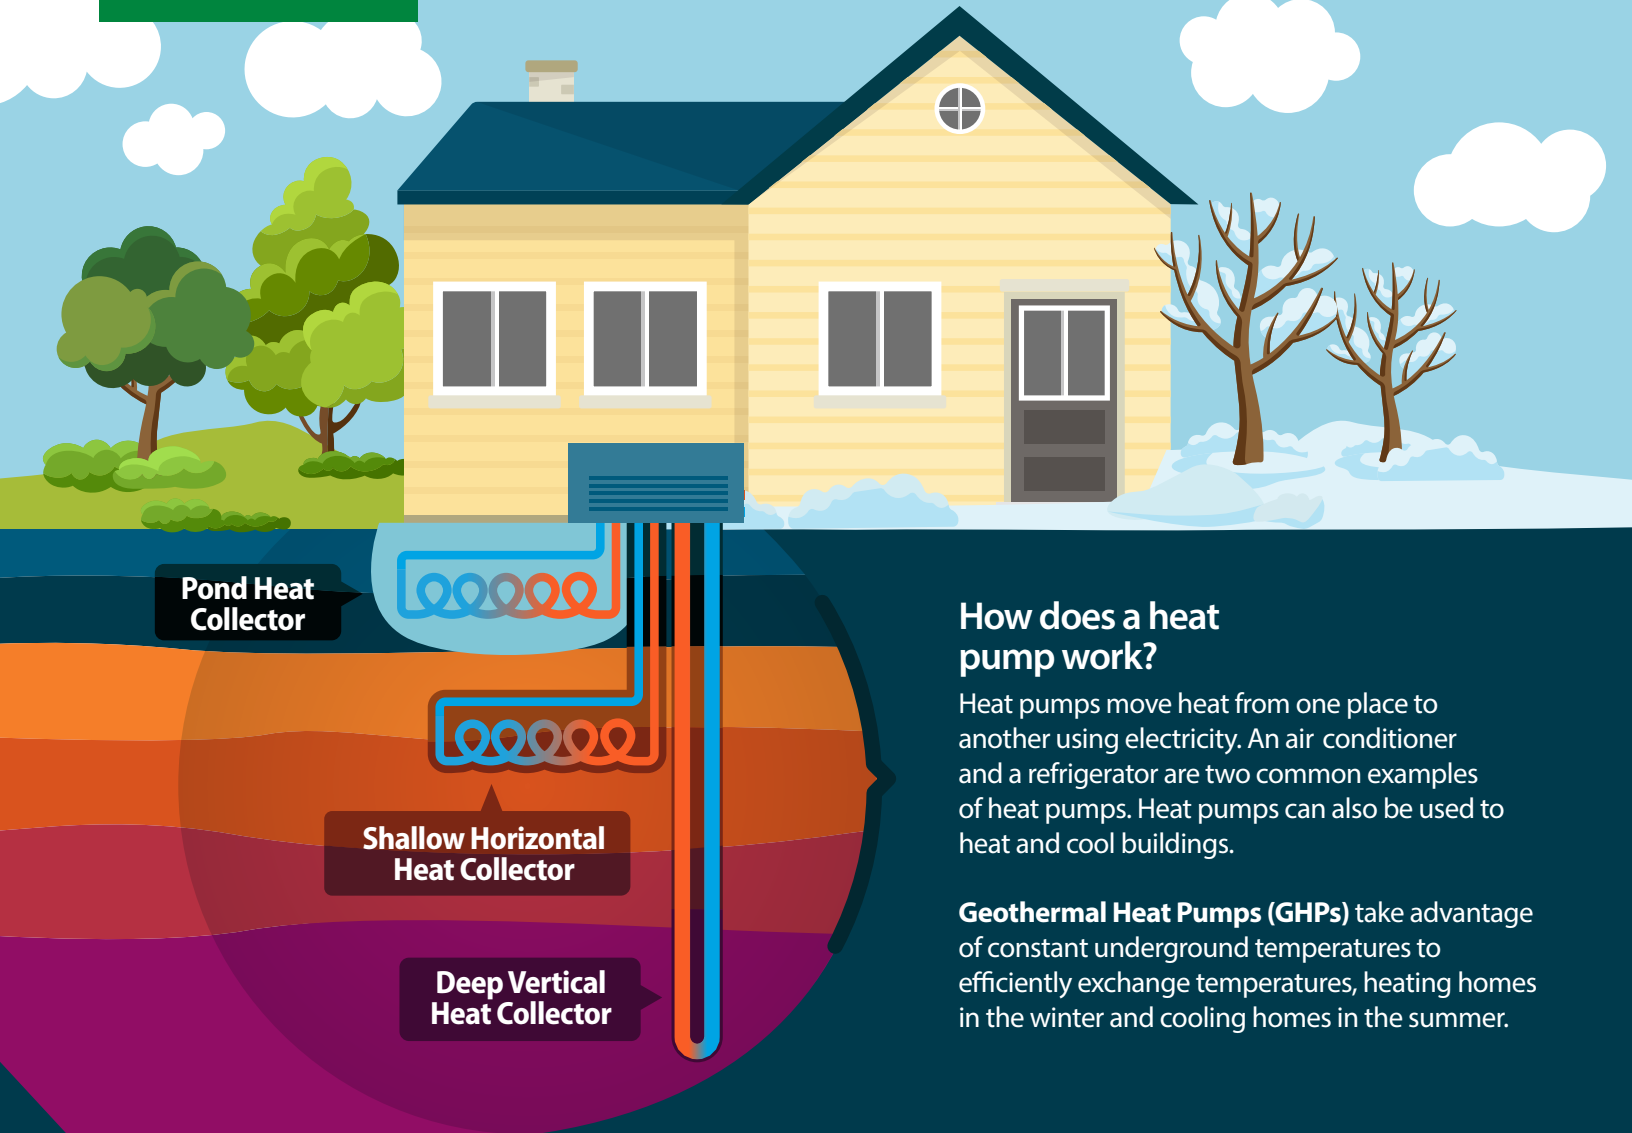 Pond Heat
Collector
Shallow Horizontal
Heat Collector
Deep Vertical
Heat Collector
How does a heat
pump work?
Heat pumps move heat from one place to
another using electricity. An air conditioner
and a refrigerator are two common examples
of heat pumps. Heat pumps can also be used to
heat and cool buildings.
Geothermal Heat Pumps (GHPs) take advantage
of constant underground temperatures to
efficiently exchange temperatures, heating homes
in the winter and cooling homes in the summer.